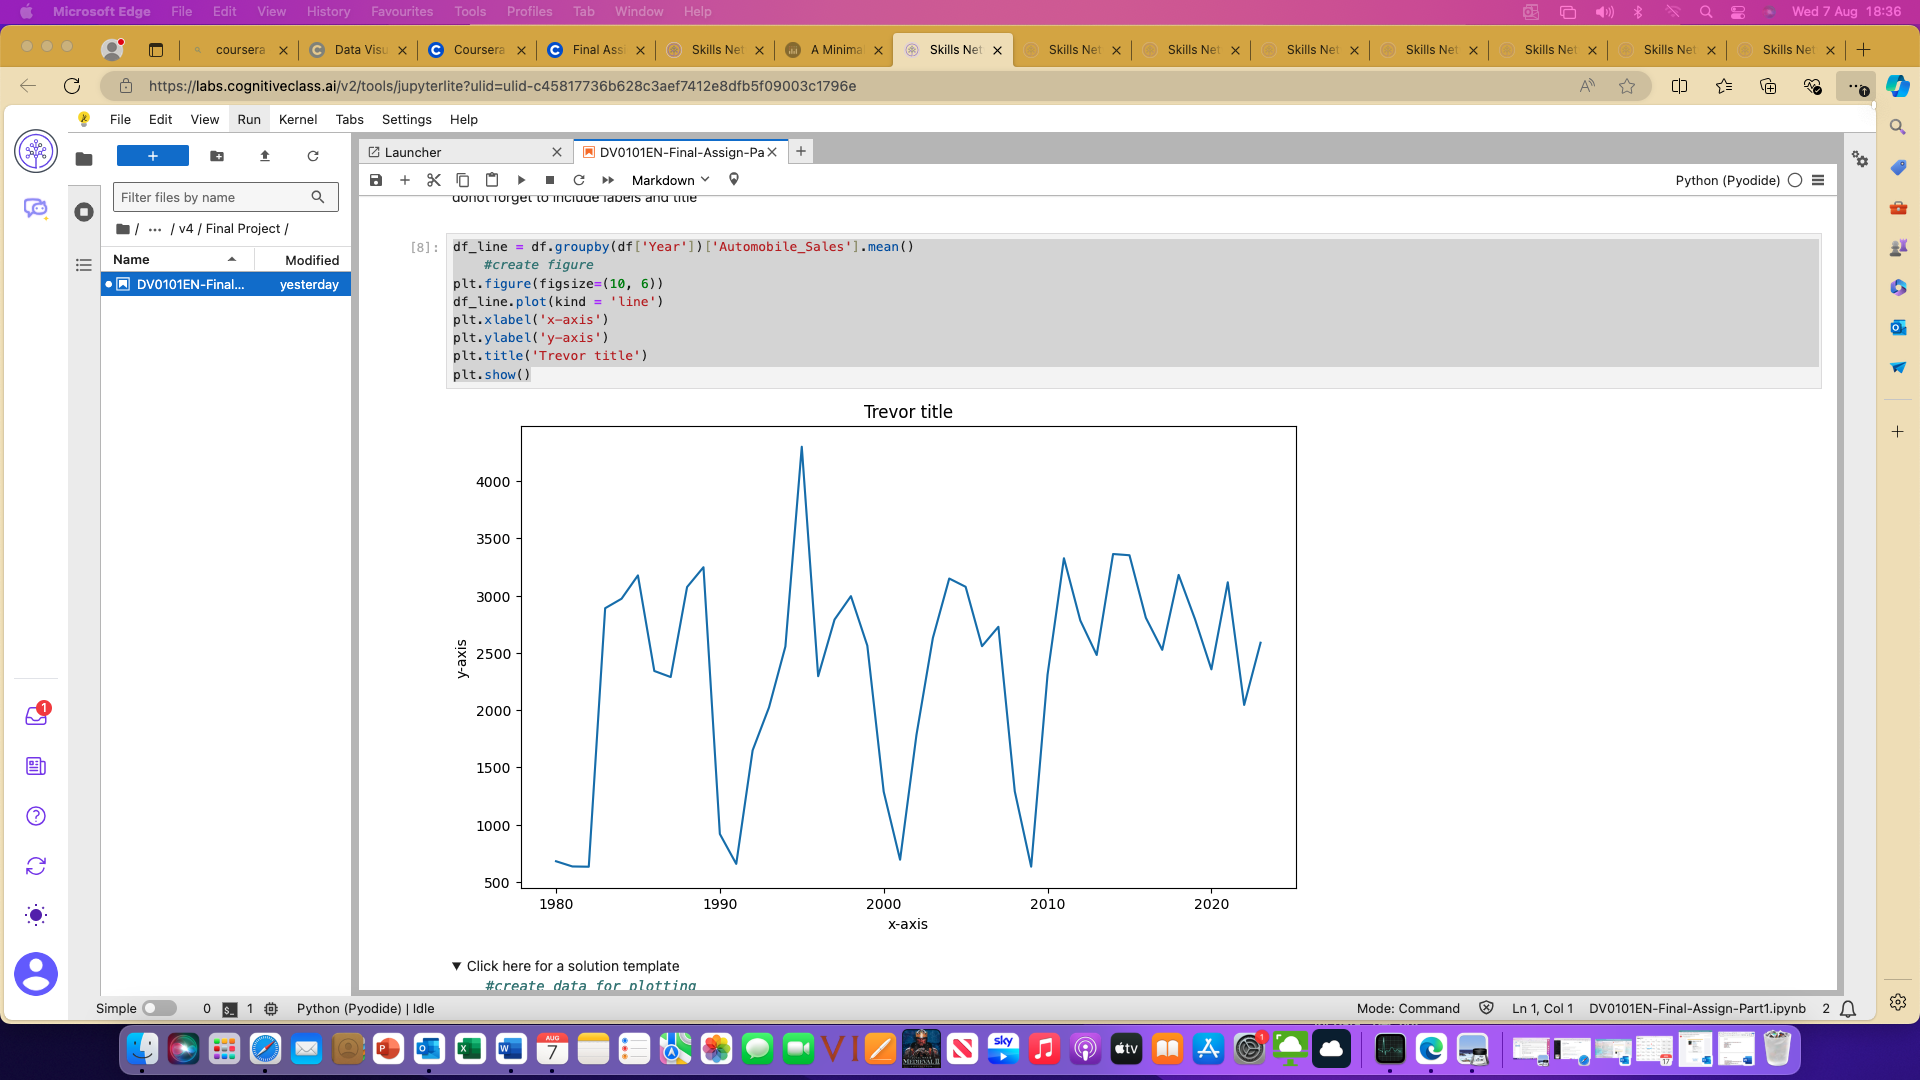 Microsoft Edge File Edit View History Favourites Tools Profiles Tab Window Help Wed 7 Aug 18:36
coursera Data Visu Coursera Final Assi Skills Net A Minima Skills Net Skills Net Skills Net Skills Net Skills Net Skills Net Skills Net Skills Net
https://labs.cognitiveclass.ai/v2/tools/jupyterlite?ulid=ulid-c45817736b628c3aef7412e8dfb5f09003c1796e
File Edit View Run Kernel Tabs Settings Help
Launcher DV0101EN-Final-Assign-Pa
Markdown Python (Pyodide)
Filter files by name
/ ... / v4 / Final Project /
Name Modified
DV0101EN-Final... yesterday
donot forget to include labels and title
[8]: df_line = df.groupby(df['Year'])['Automobile_Sales'].mean()
#create figure
plt.figure(figsize=(10, 6))
df_line.plot(kind = 'line')
plt.xlabel('x-axis')
plt.ylabel('y-axis')
plt.title('Trevor title')
plt.show()
Trevor title
4000
3500
3000
2500
2000
1500
1000
500
y-axis
1980 1990 2000 2010 2020
x-axis
Click here for a solution template
#create data for plotting
1
Simple 0 1 Python (Pyodide) | Idle Mode: Command Ln 1, Col 1 DV0101EN-Final-Assign-Part1.ipynb 2
AUG
7
sky
tv
1
17